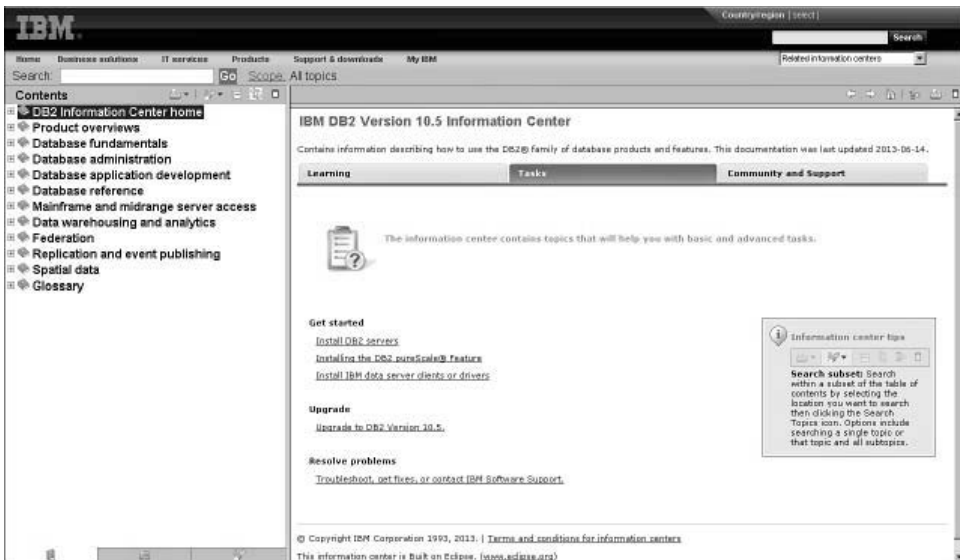 Country/region [select]
IBM.
Search
Home Business solutions IT services Products Support & downloads My IBM
Related information centers
Search: Go Scope All topics
Contents
DB2 Information Center home
Product overviews
Database fundamentals
Database administration
Database application development
Database reference
Mainframe and midrange server access
Data warehousing and analytics
Federation
Replication and event publishing
Spatial data
Glossary
IBM DB2 Version 10.5 Information Center
Contains information describing how to use the DB2® family of database products and features. This documentation was last updated 2013-06-14.
Learning Tasks Community and Support
The information center contains topics that will help you with basic and advanced tasks.
Get started
Install DB2 servers
Installing the DB2 pureScale® Feature
Install IBM data server clients or drivers
Upgrade
Upgrade to DB2 Version 10.5.
Resolve problems
Troubleshoot, get fixes, or contact IBM Software Support.
Information center tips
Search subset: Search
within a subset of the table of
contents by selecting the
location you want to search
then clicking the Search
Topics icon. Options include
searching a single topic or
that topic and all subtopics.
© Copyright IBM Corporation 1993, 2013. | Terms and conditions for information centers
This information center is Built on Eclipse. (www.eclipse.org)